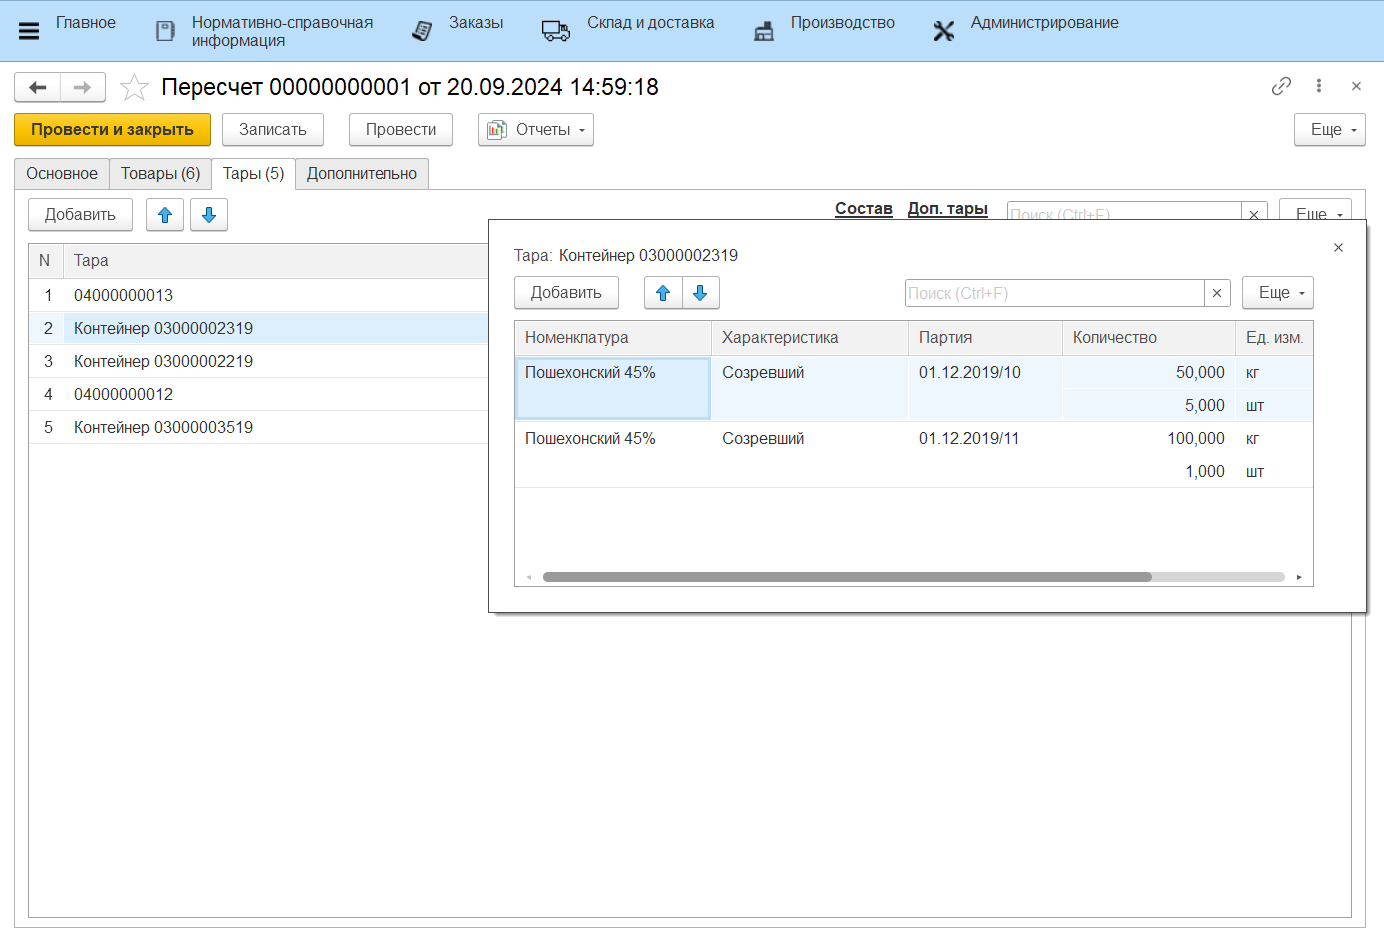 Главное
Нормативно-справочная
информация
Заказы
Склад и доставка
Производство
Администрирование
Пересчет 00000000001 от 20.09.2024 14:59:18
Провести и закрыть
Записать
Провести
Отчеты
Еще
Основное
Товары (6)
Тары (5)
Дополнительно
Добавить
Состав
Доп. тары
Поиск (Ctrl+F)
Еще
N Тара
1 04000000013
2 Контейнер 03000002319
3 Контейнер 03000002219
4 04000000012
5 Контейнер 03000003519
Тара: Контейнер 03000002319
Добавить
Поиск (Ctrl+F)
Еще
Номенклатура Характеристика Партия Количество Ед. изм.
Пошехонский 45% Созревший 01.12.2019/10 50,000 кг
5,000 шт
Пошехонский 45% Созревший 01.12.2019/11 100,000 кг
1,000 шт